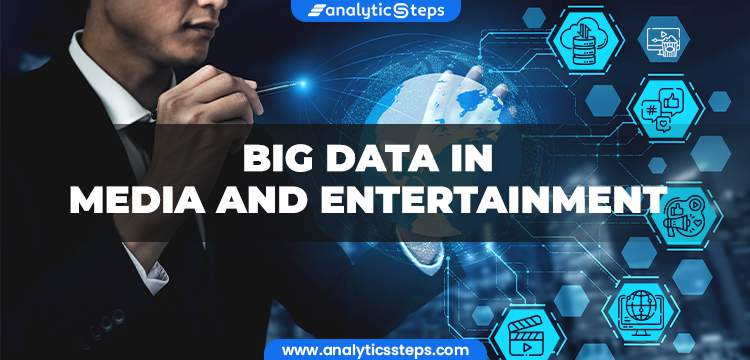 analyticSteps
BIG DATA IN
MEDIA AND ENTERTAINMENT
#
www.analyticssteps.com